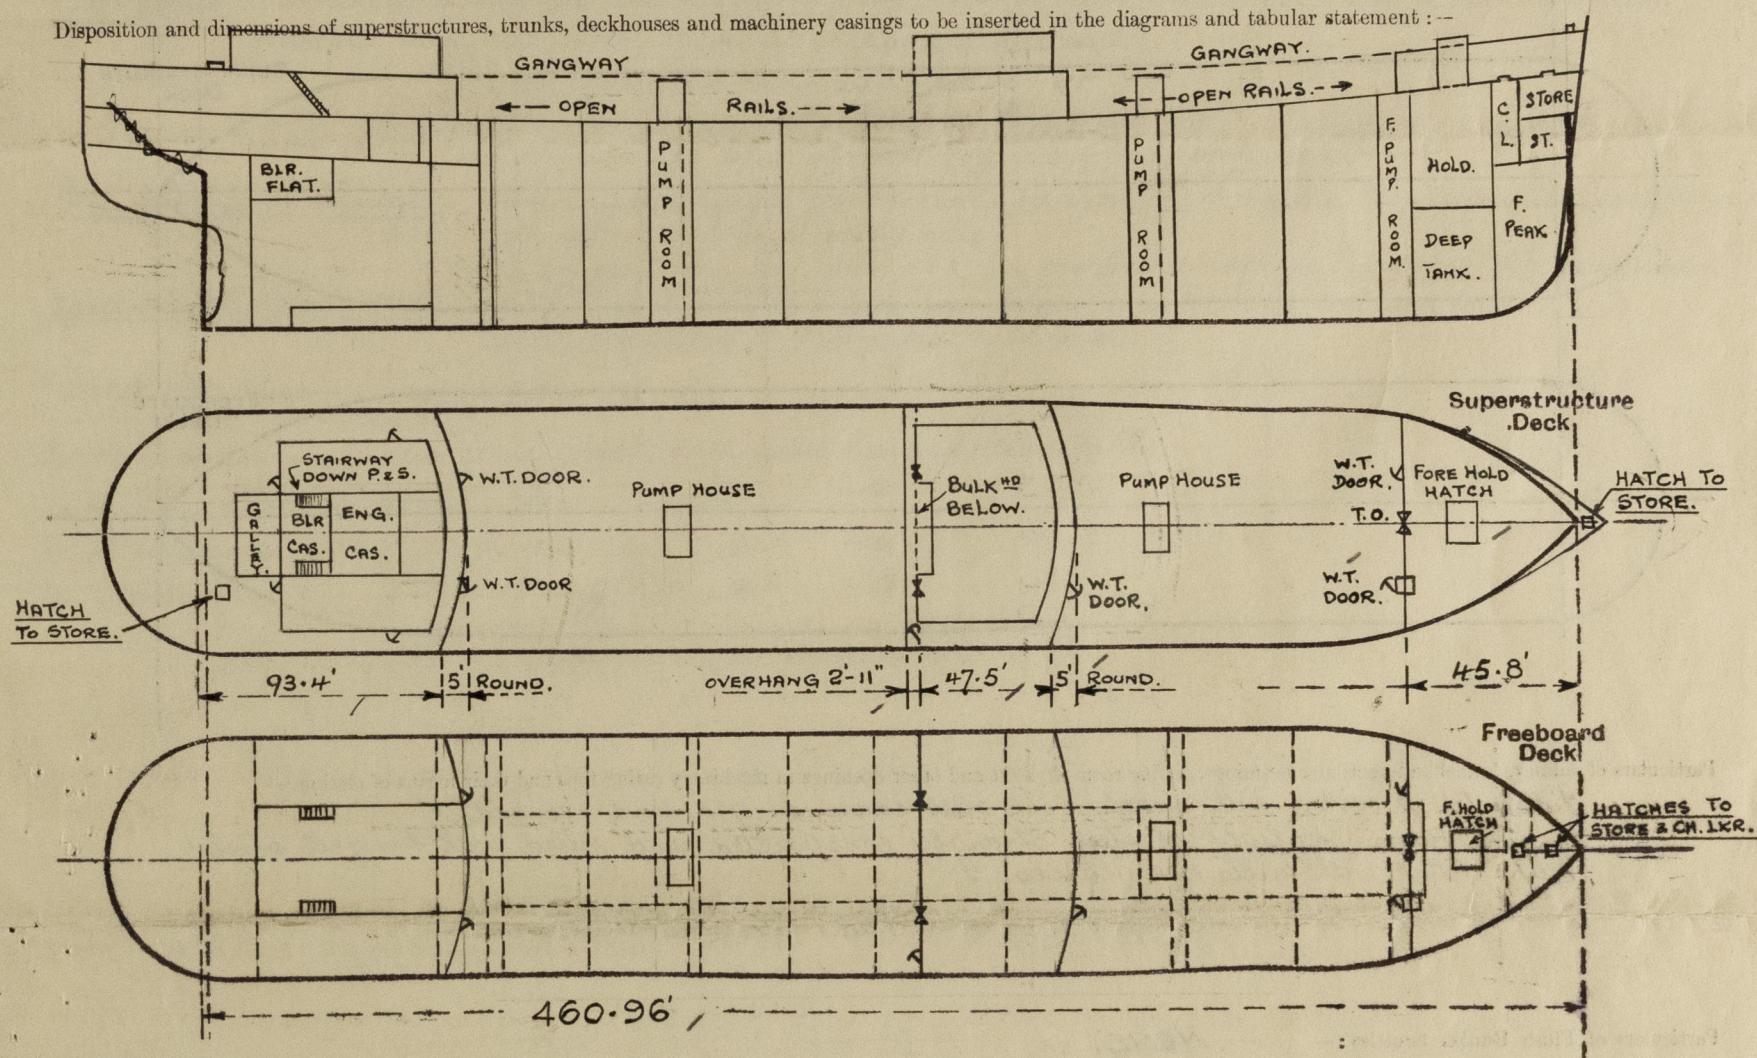 Disposition and dimensions of superstructures, trunks, deckhouses and machinery casings to be inserted in the diagrams and tabular statement :—
GANGWAY
GANGWAY.
OPEN RAILS.
OPEN RAILS.
BLR.
FLAT.
PUMP ROOM
PUMP ROOM
F. PUMP. ROOM.
HOLD.
DEEP
TANK.
C.
L.
STORE
ST.
F.
PEAK
Superstructure
Deck
STAIRWAY
DOWN P.&S.
GALLEY.
BLR
CAS.
ENG.
CAS.
W.T. DOOR.
W.T. DOOR
PUMP HOUSE
BULKHD
BELOW.
PUMP HOUSE
W.T.
DOOR.
W.T.
DOOR.
T.O.
W.T.
DOOR.
FORE HOLD
HATCH
HATCH TO
STORE.
HATCH
TO STORE.
93.4'
5' ROUND.
OVERHANG 2'-11"
47.5'
5' ROUND.
45.8'
Freeboard
Deck
F. HOLD
HATCH
HATCHES TO
STORE & CH. LKR.
460.96'